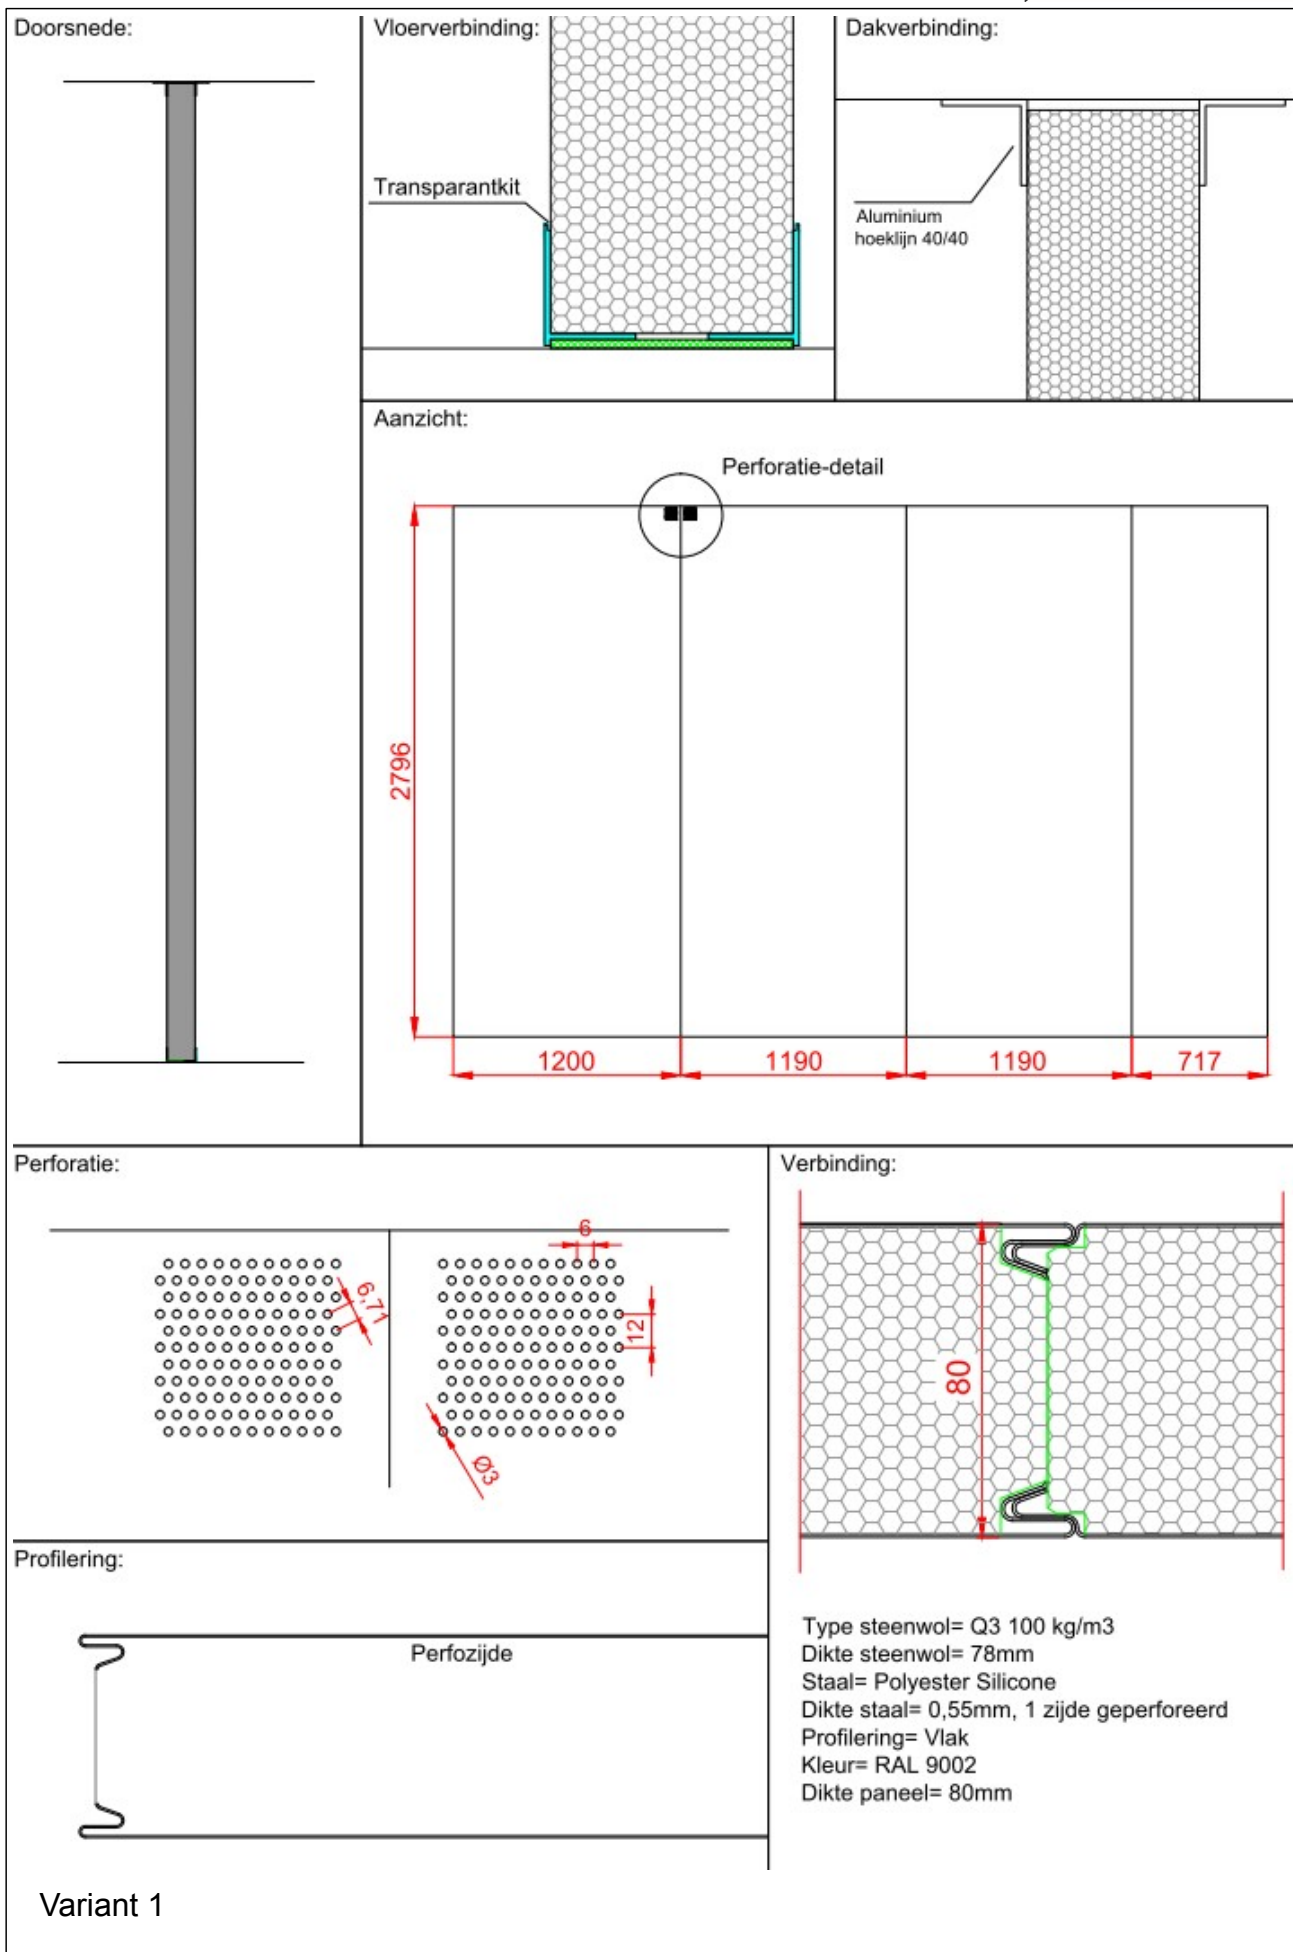 Doorsnede:
Vloerverbinding:
Dakverbinding:
Transparantkit
Aluminium
hoeklijn 40/40
Aanzicht:
Perforatie-detail
2796
1200
1190
1190
717
Perforatie:
6
6,71
12
Ø3
Verbinding:
80
Profilering:
Perfozijde
Type steenwol= Q3 100 kg/m3
Dikte steenwol= 78mm
Staal= Polyester Silicone
Dikte staal= 0,55mm, 1 zijde geperforeerd
Profilering= Vlak
Kleur= RAL 9002
Dikte paneel= 80mm
Variant 1